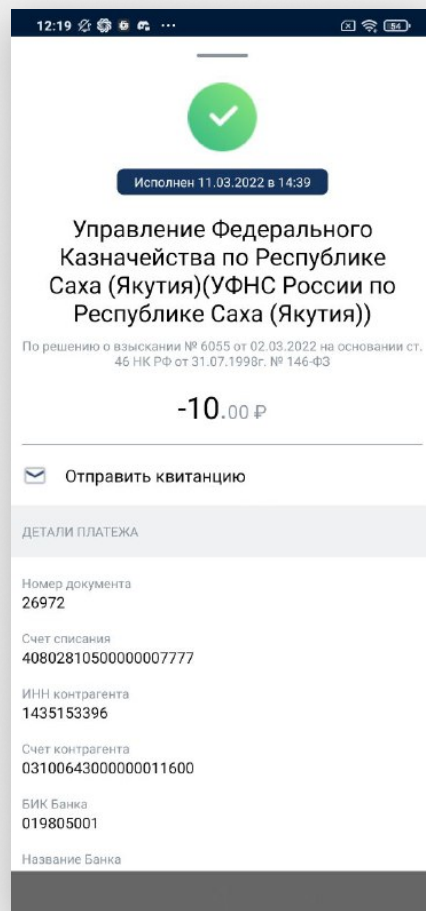 12:19 ... 54
Исполнен 11.03.2022 в 14:39
Управление Федерального
Казначейства по Республике
Саха (Якутия)(УФНС России по
Республике Саха (Якутия))
По решению о взыскании № 6055 от 02.03.2022 на основании ст.
46 НК РФ от 31.07.1998г. № 146-ФЗ
-10.00 ₽
Отправить квитанцию
ДЕТАЛИ ПЛАТЕЖА
Номер документа
26972
Счет списания
40802810500000007777
ИНН контрагента
1435153396
Счет контрагента
03100643000000011600
БИК Банка
019805001
Название Банка